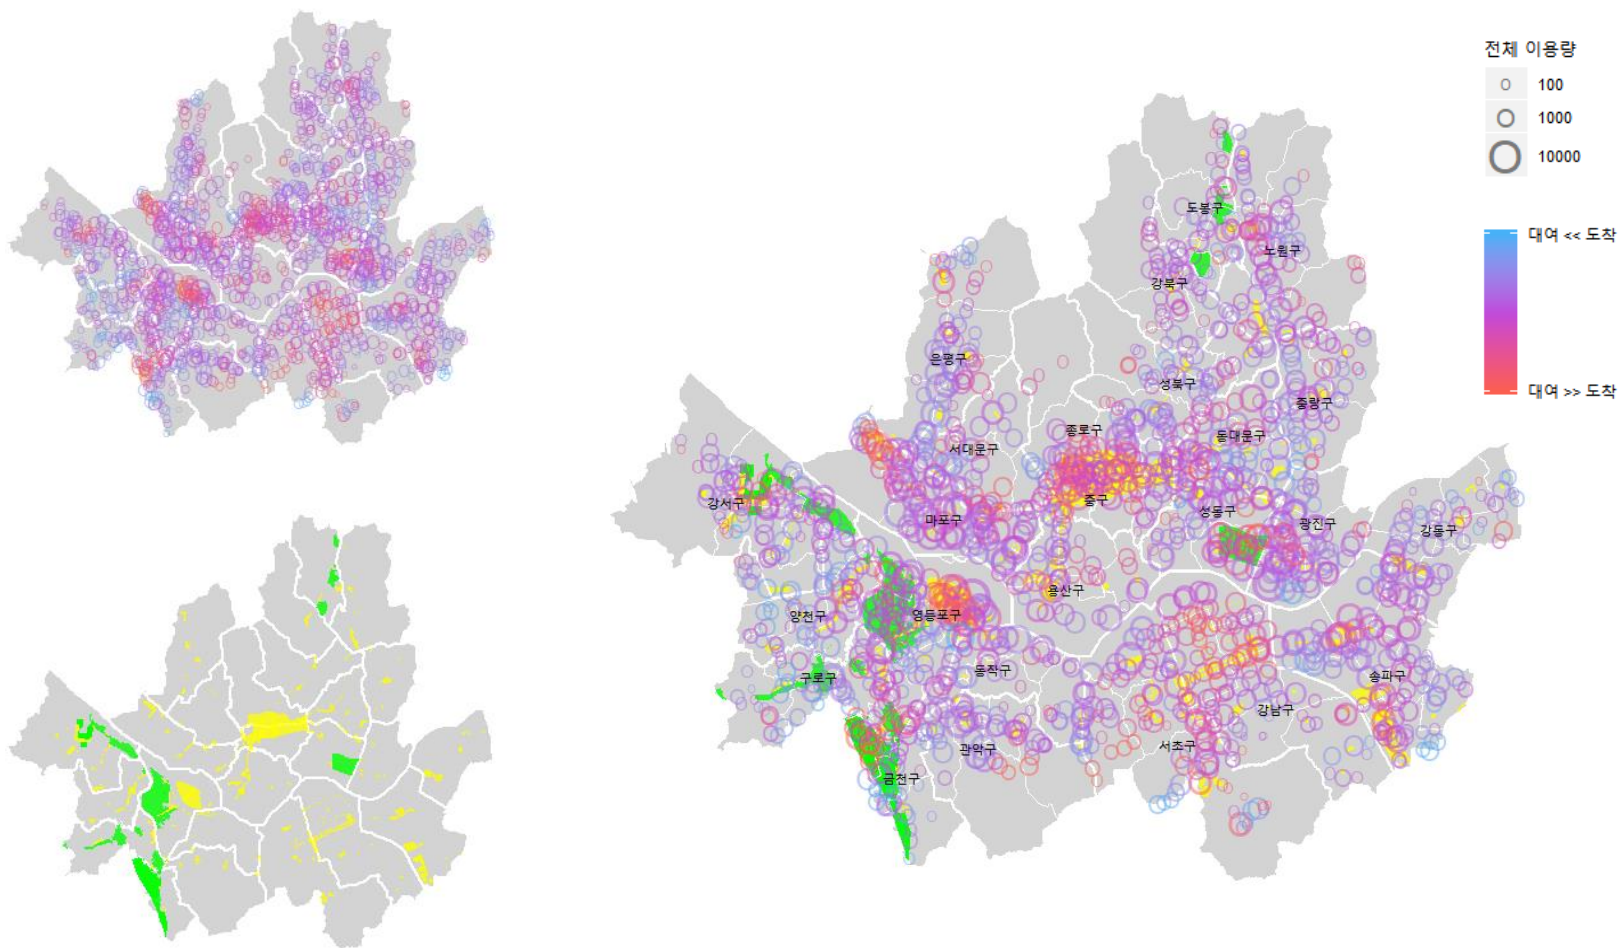 전체 이용량
100
1000
10000
대여 << 도착
대여 >> 도착
도봉구
노원구
강북구
은평구
성북구
중랑구
종로구
동대문구
서대문구
강서구
중구
마포구
성동구
광진구
강동구
용산구
양천구
영등포구
구로구
동작구
송파구
강남구
관악구
서초구
금천구